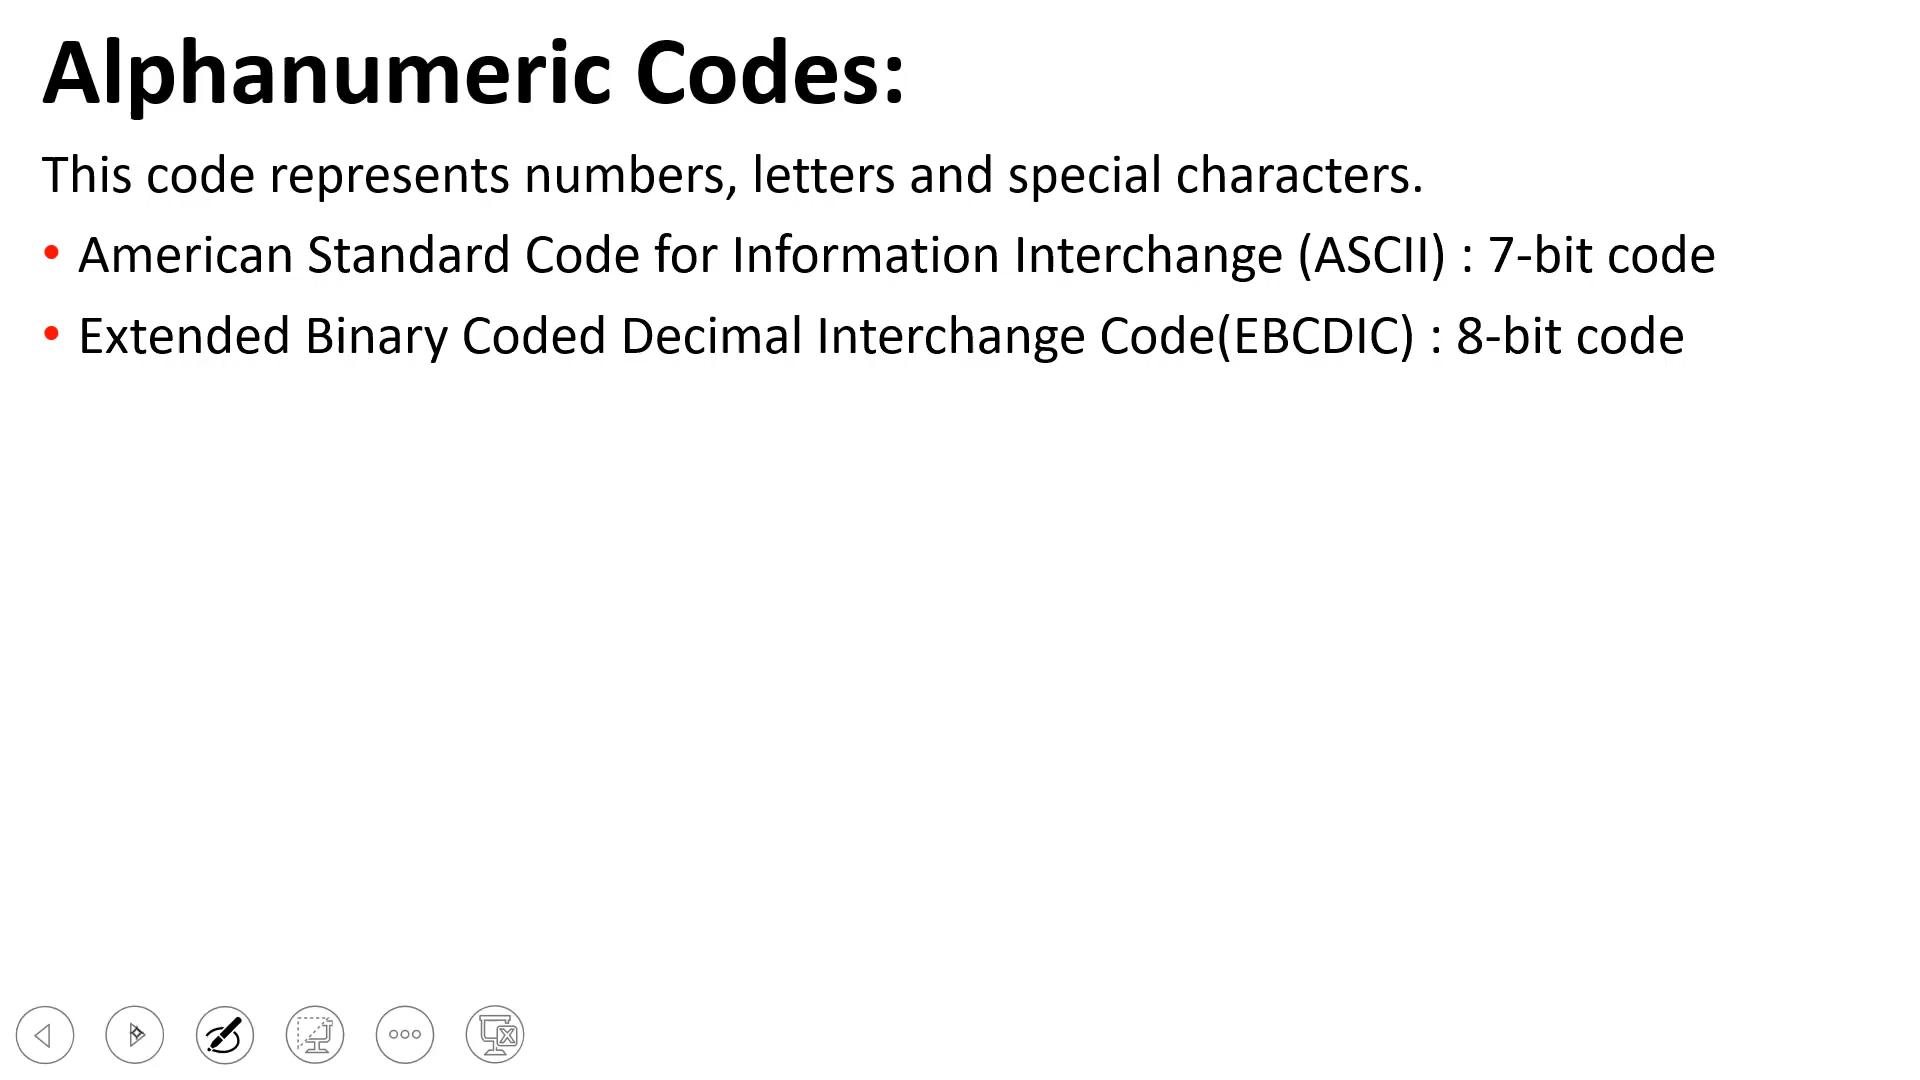 Alphanumeric Codes:
This code represents numbers, letters and special characters.
• American Standard Code for Information Interchange (ASCII) : 7-bit code
• Extended Binary Coded Decimal Interchange Code(EBCDIC) : 8-bit code